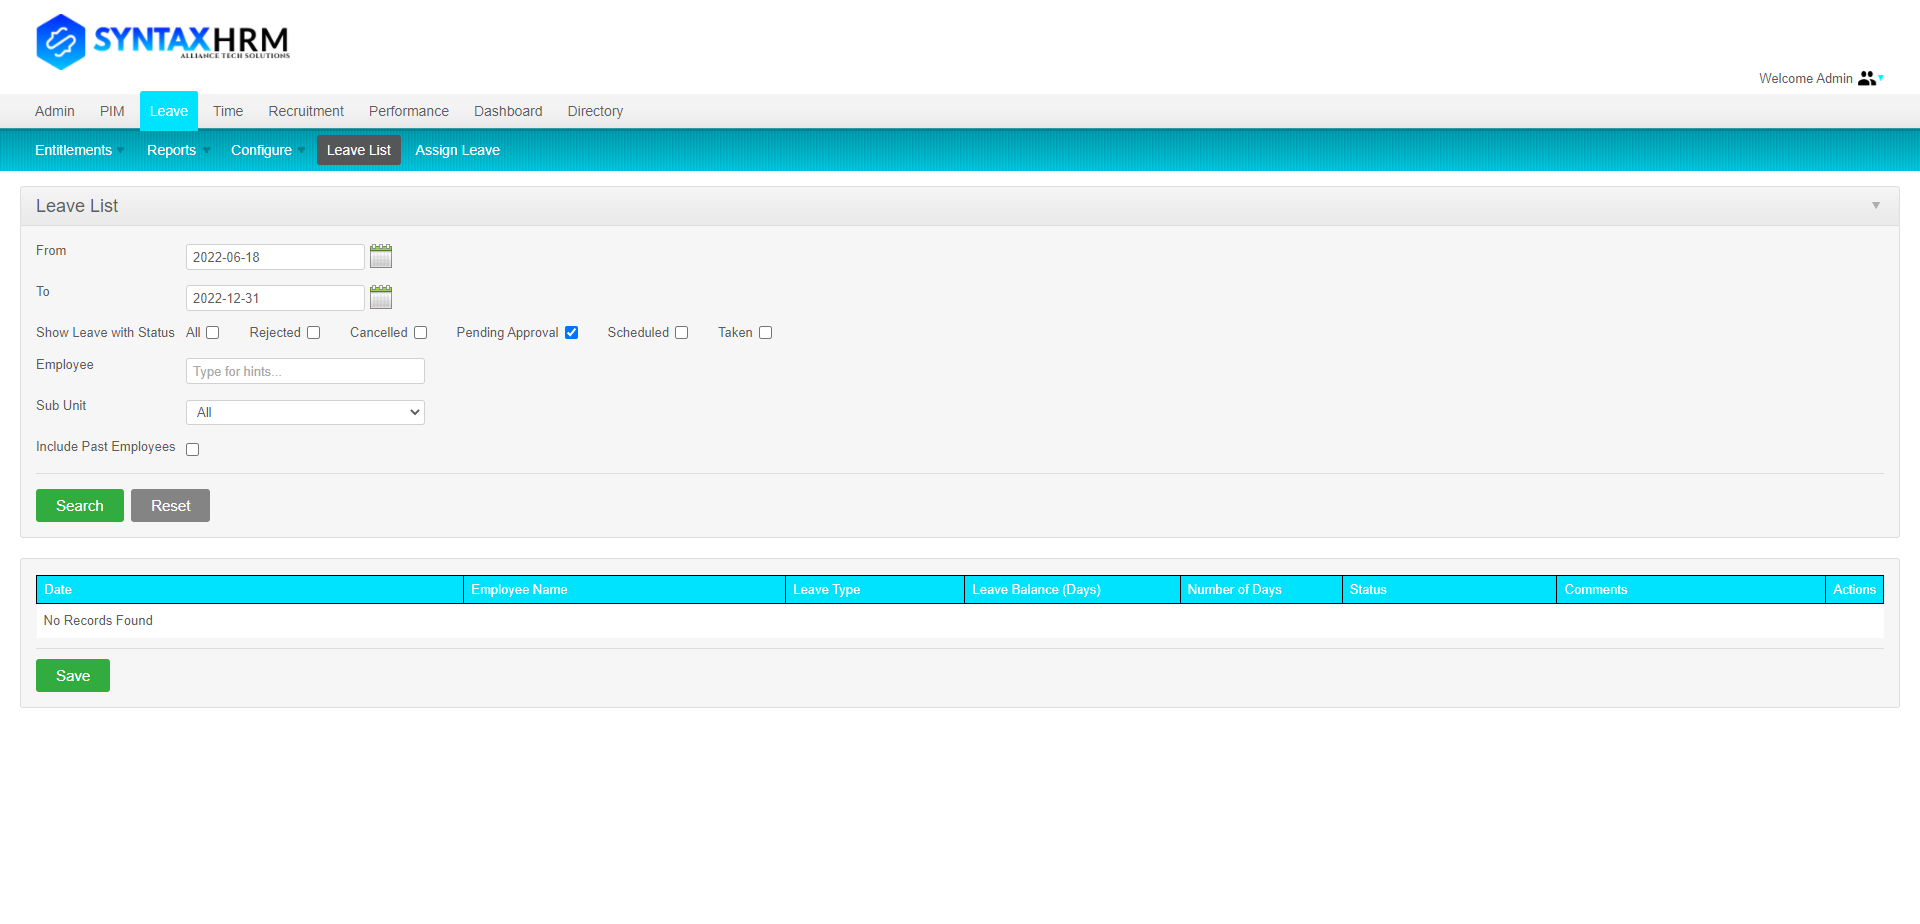 SYNTAXHRM
ALLIANCE TECH SOLUTIONS
Welcome Admin
Admin PIM Leave Time Recruitment Performance Dashboard Directory
Entitlements Reports Configure Leave List Assign Leave
Leave List
From 2022-06-18
To 2022-12-31
Show Leave with Status All Rejected Cancelled Pending Approval Scheduled Taken
Employee Type for hints...
Sub Unit All
Include Past Employees
Search Reset
Date Employee Name Leave Type Leave Balance (Days) Number of Days Status Comments Actions
No Records Found
Save